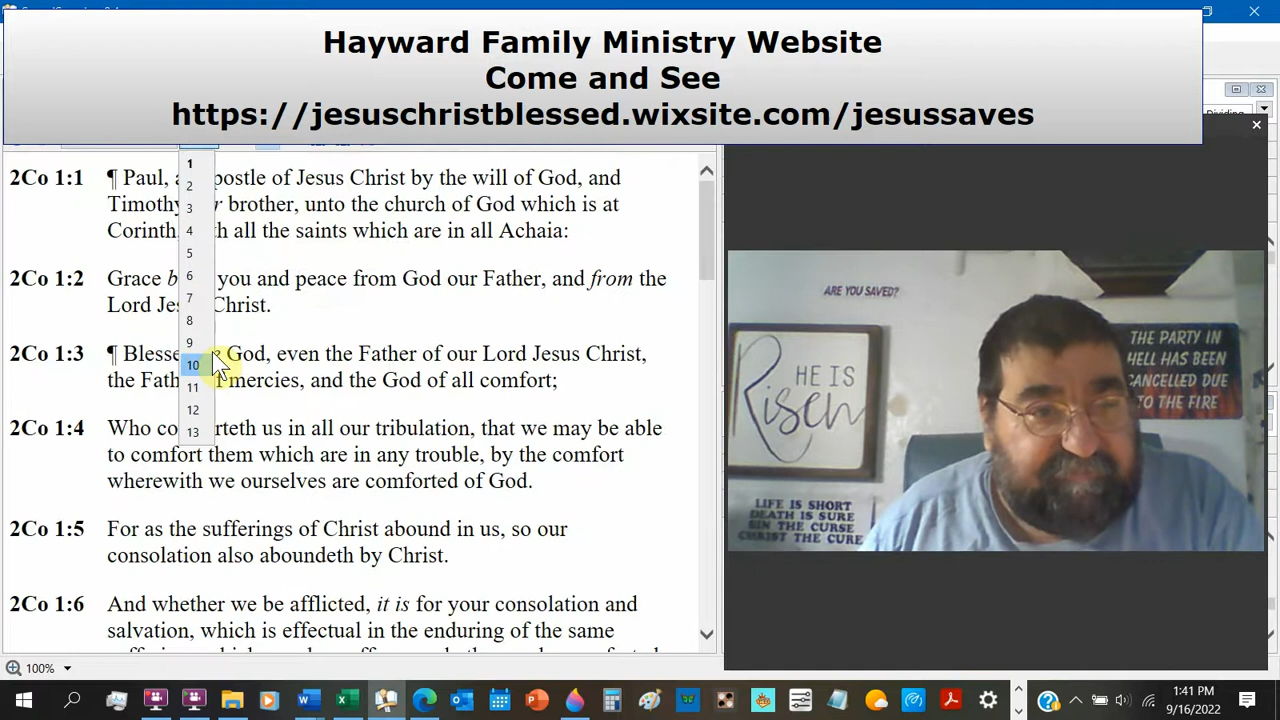 Hayward Family Ministry Website
Come and See
https://jesuschristblessed.wixsite.com/jesussaves
Dividing
1
2
3
4
5
6
7
8
9
10
11
12
13
2Co 1:1 ¶ Paul, a postle of Jesus Christ by the will of God, and
Timothy r brother, unto the church of God which is at
Corinth, h all the saints which are in all Achaia:
2Co 1:2 Grace b you and peace from God our Father, and from the
Lord Jes Christ.
2Co 1:3 ¶ Blesse God, even the Father of our Lord Jesus Christ,
the Fath mercies, and the God of all comfort;
2Co 1:4 Who co rteth us in all our tribulation, that we may be able
to comfort them which are in any trouble, by the comfort
wherewith we ourselves are comforted of God.
2Co 1:5 For as the sufferings of Christ abound in us, so our
consolation also aboundeth by Christ.
2Co 1:6 And whether we be afflicted, it is for your consolation and
salvation, which is effectual in the enduring of the same
100%
ARE YOU SAVED?
HE IS
Risen
THE PARTY IN
HELL HAS BEEN
CANCELLED DUE
TO THE FIRE
LIFE IS SHORT
DEATH IS SURE
SIN THE CURSE
CHRIST THE CURE
1:41 PM
9/16/2022